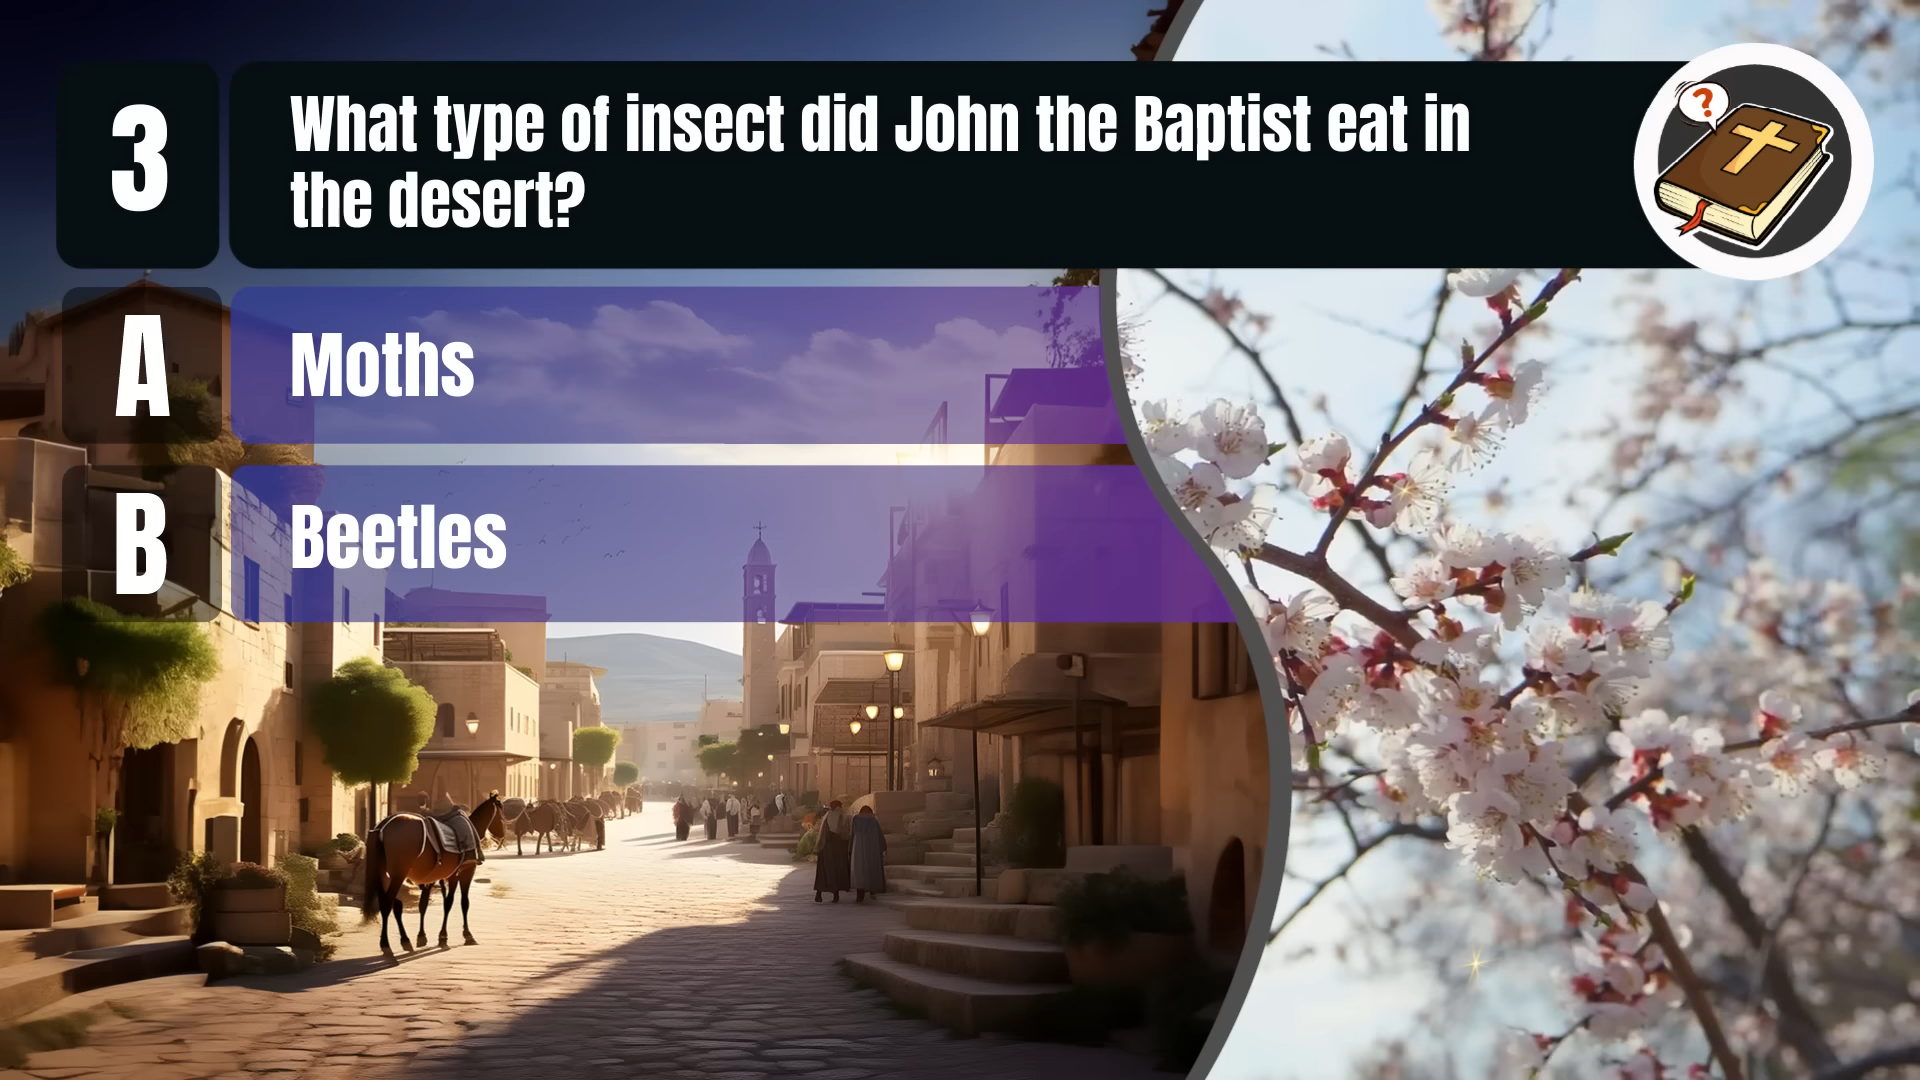 3
What type of insect did John the Baptist eat in
the desert?
?
A
Moths
B
Beetles